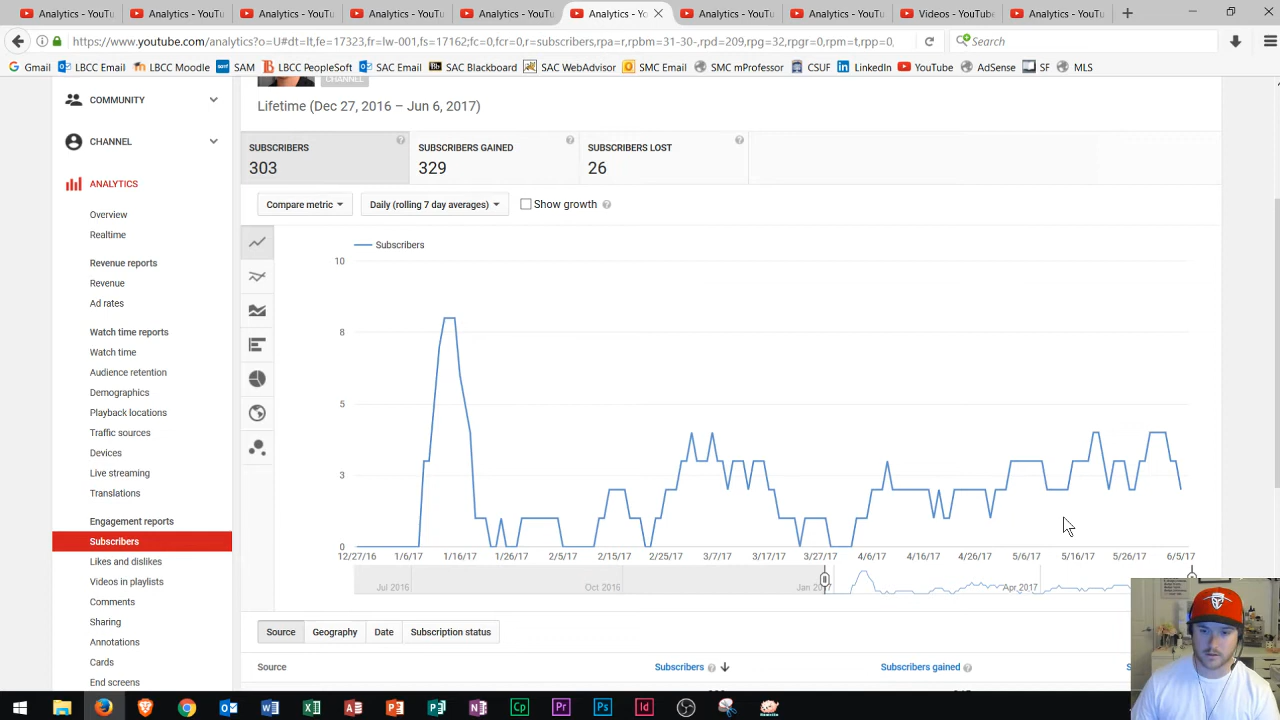 Analytics - YouTu
Analytics - YouTu
Analytics - YouTu
Analytics - YouTu
Analytics - Yo
Analytics - YouTu
Analytics - YouTu
Videos - YouTube
Analytics - YouTu
https://www.youtube.com/analytics?o=U#dt=lt,fe=17323,fr=lw-001,fs=17162;fc=0,fcr=0,r=subscribers,rpa=r,rpbm=31-30-,rpd=209,rpg=32,rpgr=0,rpm=t,rpp=0,
Search
Gmail
LBCC Email
LBCC Moodle
SAM
LBCC PeopleSoft
SAC Email
SAC Blackboard
SAC WebAdvisor
SMC Email
SMC mProfessor
CSUF
LinkedIn
YouTube
AdSense
SF
MLS
COMMUNITY
CHANNEL
CHANNEL
ANALYTICS
Overview
Realtime
Revenue reports
Revenue
Ad rates
Watch time reports
Watch time
Audience retention
Demographics
Playback locations
Traffic sources
Devices
Live streaming
Translations
Engagement reports
Subscribers
Likes and dislikes
Videos in playlists
Comments
Sharing
Annotations
Cards
End screens
Lifetime (Dec 27, 2016 – Jun 6, 2017)
SUBSCRIBERS
303
SUBSCRIBERS GAINED
329
SUBSCRIBERS LOST
26
Compare metric
Daily (rolling 7 day averages)
Show growth
Subscribers
10
8
5
3
0
12/27/16 1/6/17 1/16/17 1/26/17 2/5/17 2/15/17 2/25/17 3/7/17 3/17/17 3/27/17 4/6/17 4/16/17 4/26/17 5/6/17 5/16/17 5/26/17 6/5/17
Jul 2016 Oct 2016 Apr 2017
Source
Geography
Date
Subscription status
Source
Subscribers
Subscribers gained